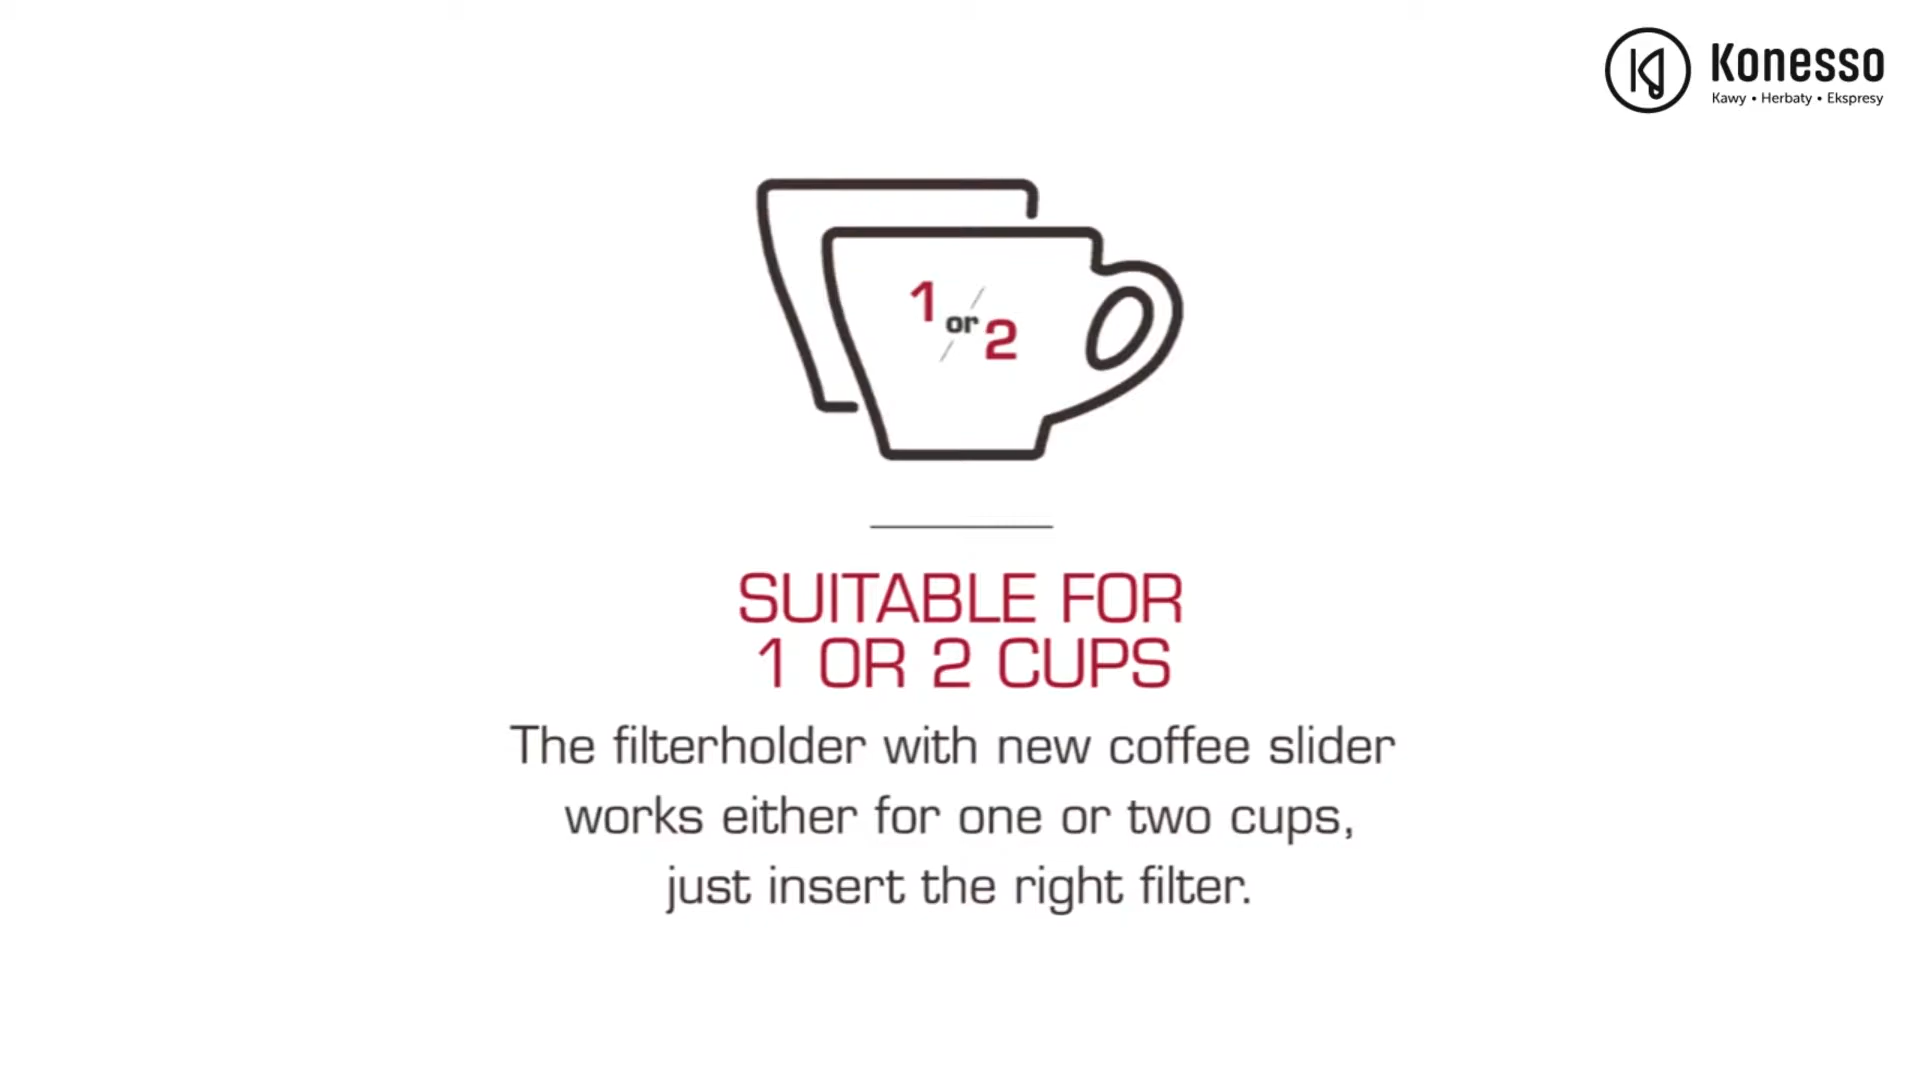 Konesso
Kawy • Herbaty • Ekspresy
1 or 2
SUITABLE FOR
1 OR 2 CUPS
The filterholder with new coffee slider
works either for one or two cups,
just insert the right filter.